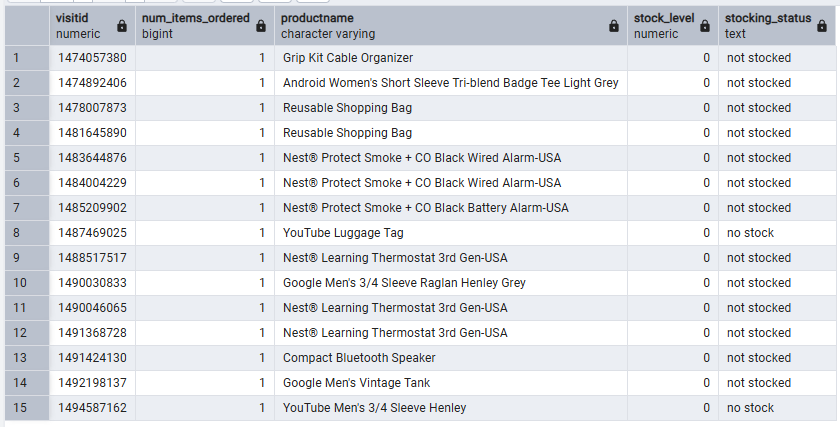 visitid num_items_ordered productname stock_level stocking_status
numeric bigint character varying numeric text
1 1474057380 1 Grip Kit Cable Organizer 0 not stocked
2 1474892406 1 Android Women's Short Sleeve Tri-blend Badge Tee Light Grey 0 not stocked
3 1478007873 1 Reusable Shopping Bag 0 not stocked
4 1481645890 1 Reusable Shopping Bag 0 not stocked
5 1483644876 1 Nest® Protect Smoke + CO Black Wired Alarm-USA 0 not stocked
6 1484004229 1 Nest® Protect Smoke + CO Black Wired Alarm-USA 0 not stocked
7 1485209902 1 Nest® Protect Smoke + CO Black Battery Alarm-USA 0 not stocked
8 1487469025 1 YouTube Luggage Tag 0 no stock
9 1488517517 1 Nest® Learning Thermostat 3rd Gen-USA 0 not stocked
10 1490030833 1 Google Men's 3/4 Sleeve Raglan Henley Grey 0 not stocked
11 1490046065 1 Nest® Learning Thermostat 3rd Gen-USA 0 not stocked
12 1491368728 1 Nest® Learning Thermostat 3rd Gen-USA 0 not stocked
13 1491424130 1 Compact Bluetooth Speaker 0 not stocked
14 1492198137 1 Google Men's Vintage Tank 0 not stocked
15 1494587162 1 YouTube Men's 3/4 Sleeve Henley 0 no stock